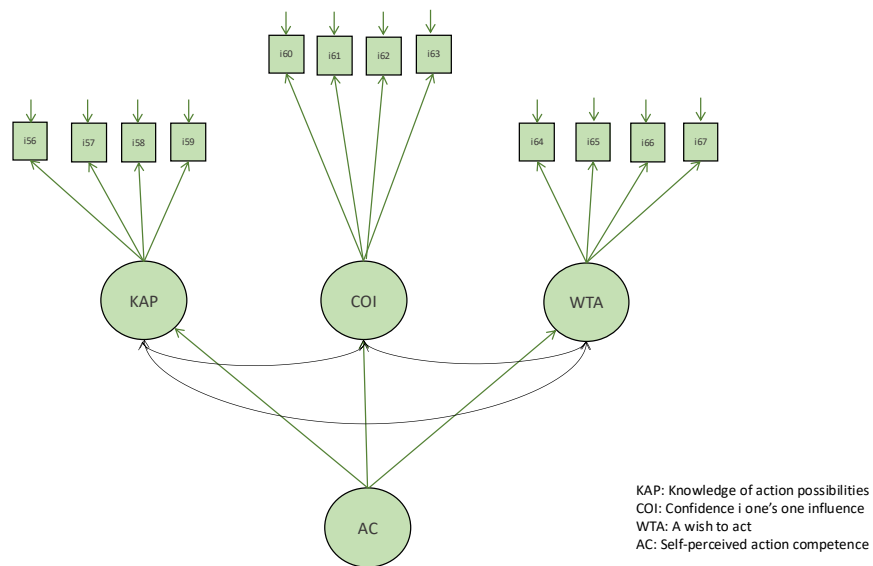 i60 i61 i62 i63
i56 i57 i58 i59
i64 i65 i66 i67
KAP
COI
WTA
AC
KAP: Knowledge of action possibilities
COI: Confidence i one's one influence
WTA: A wish to act
AC: Self-perceived action competence